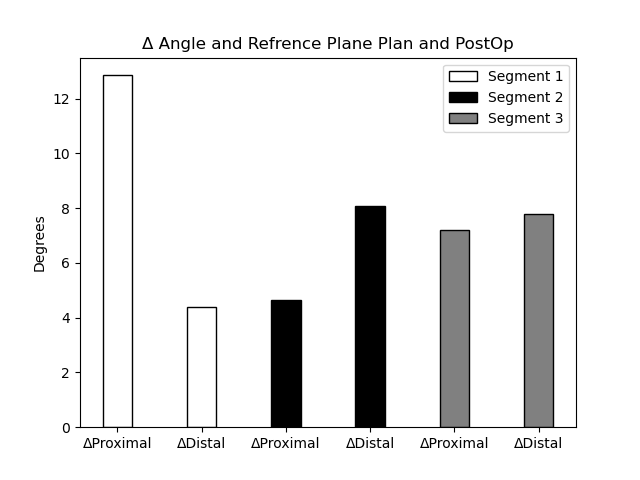 Δ Angle and Refrence Plane Plan and PostOp
Segment 1
Segment 2
Segment 3
Degrees
12
10
8
6
4
2
0
ΔProximal ΔDistal ΔProximal ΔDistal ΔProximal ΔDistal